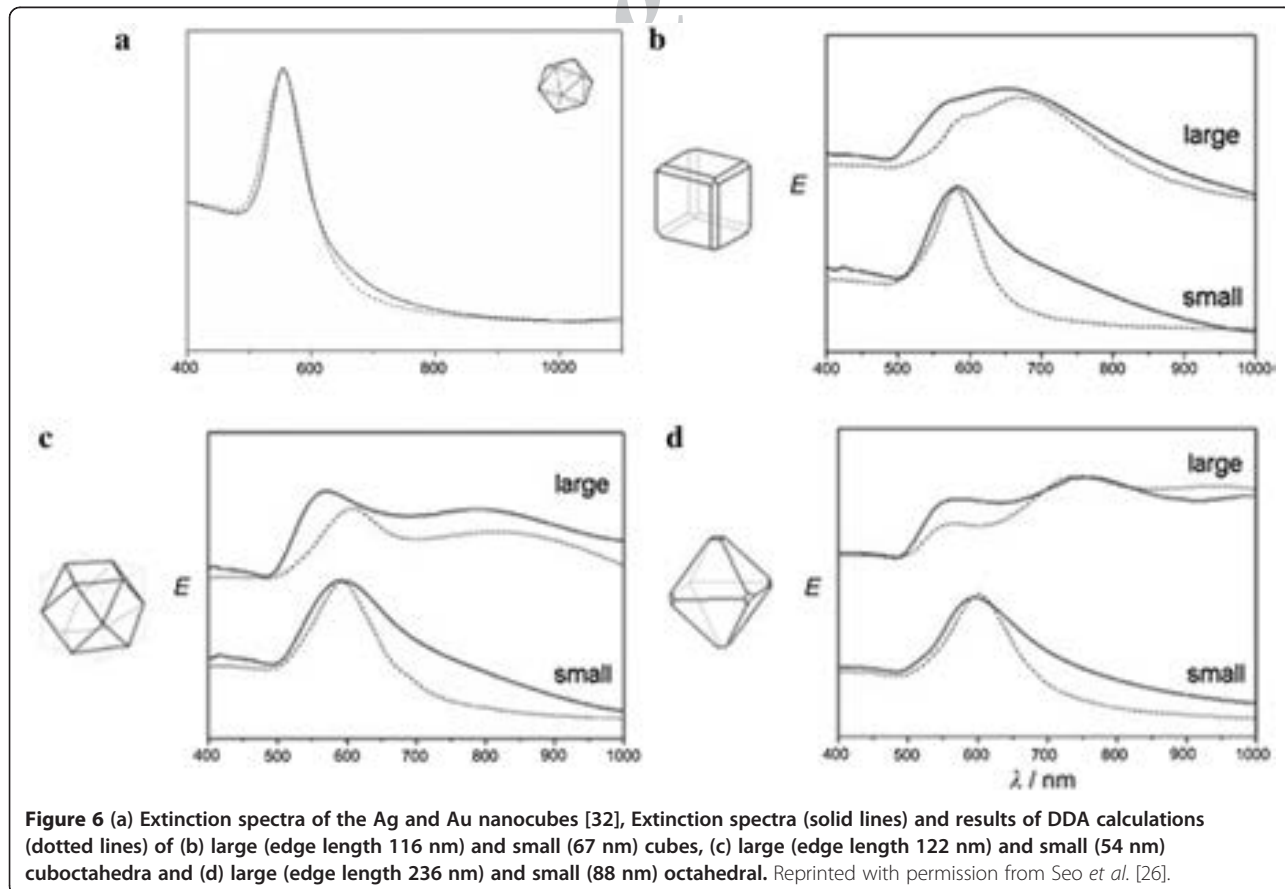 a
400 600 800 1000
b
E
large
small
400 500 600 700 800 900 1000
c
E
large
small
400 500 600 700 800 900 1000
d
large
small
400 500 600 700 800 900 1000
λ / nm
Figure 6 (a) Extinction spectra of the Ag and Au nanocubes [32], Extinction spectra (solid lines) and results of DDA calculations
(dotted lines) of (b) large (edge length 116 nm) and small (67 nm) cubes, (c) large (edge length 122 nm) and small (54 nm)
cuboctahedra and (d) large (edge length 236 nm) and small (88 nm) octahedral. Reprinted with permission from Seo et al. [26].